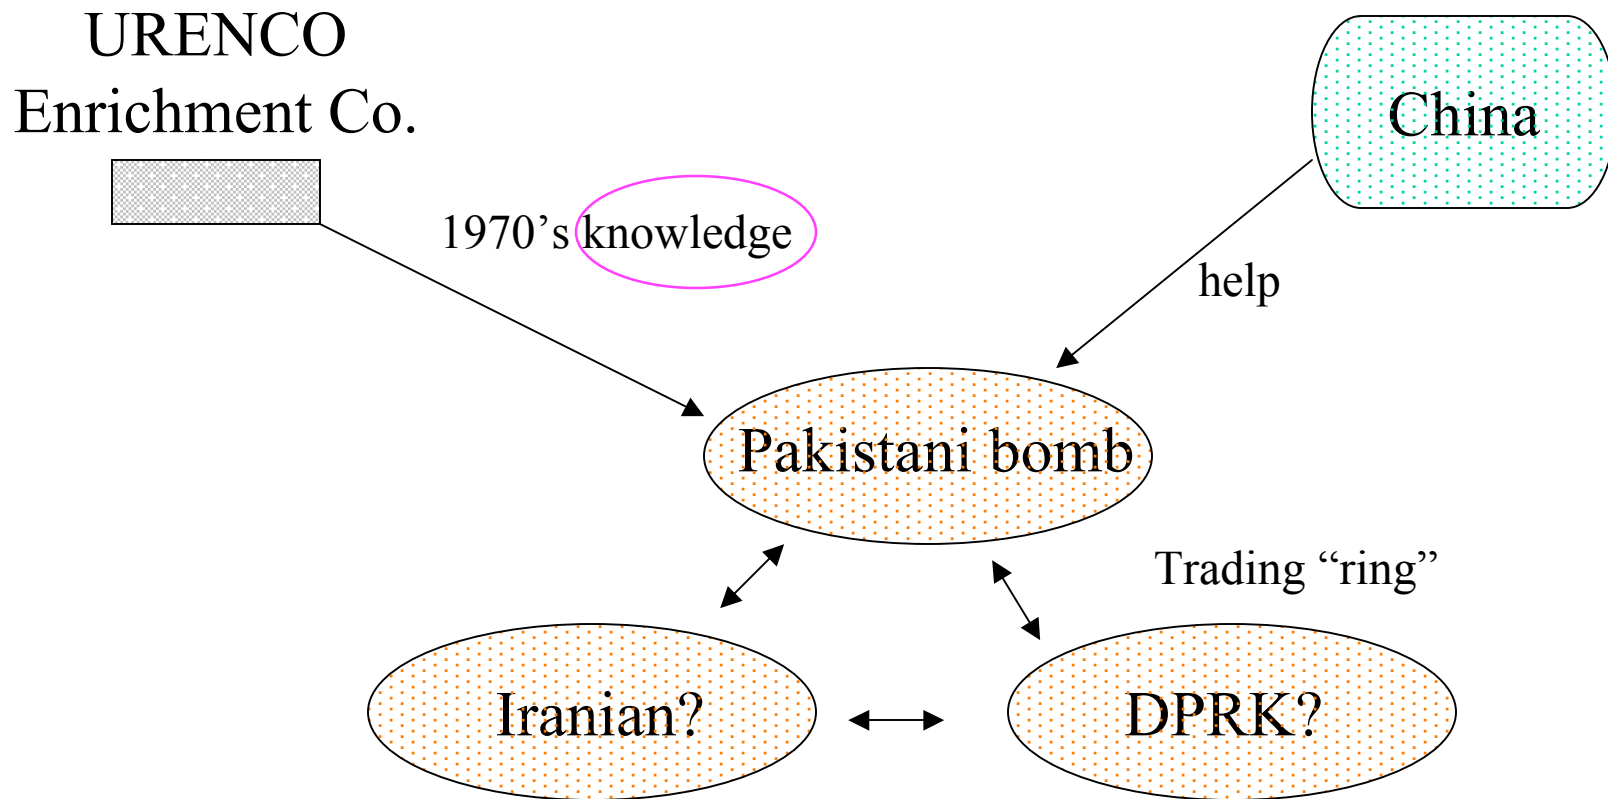 URENCO
Enrichment Co.
China
1970’s knowledge
help
Pakistani bomb
Trading “ring”
Iranian?
DPRK?